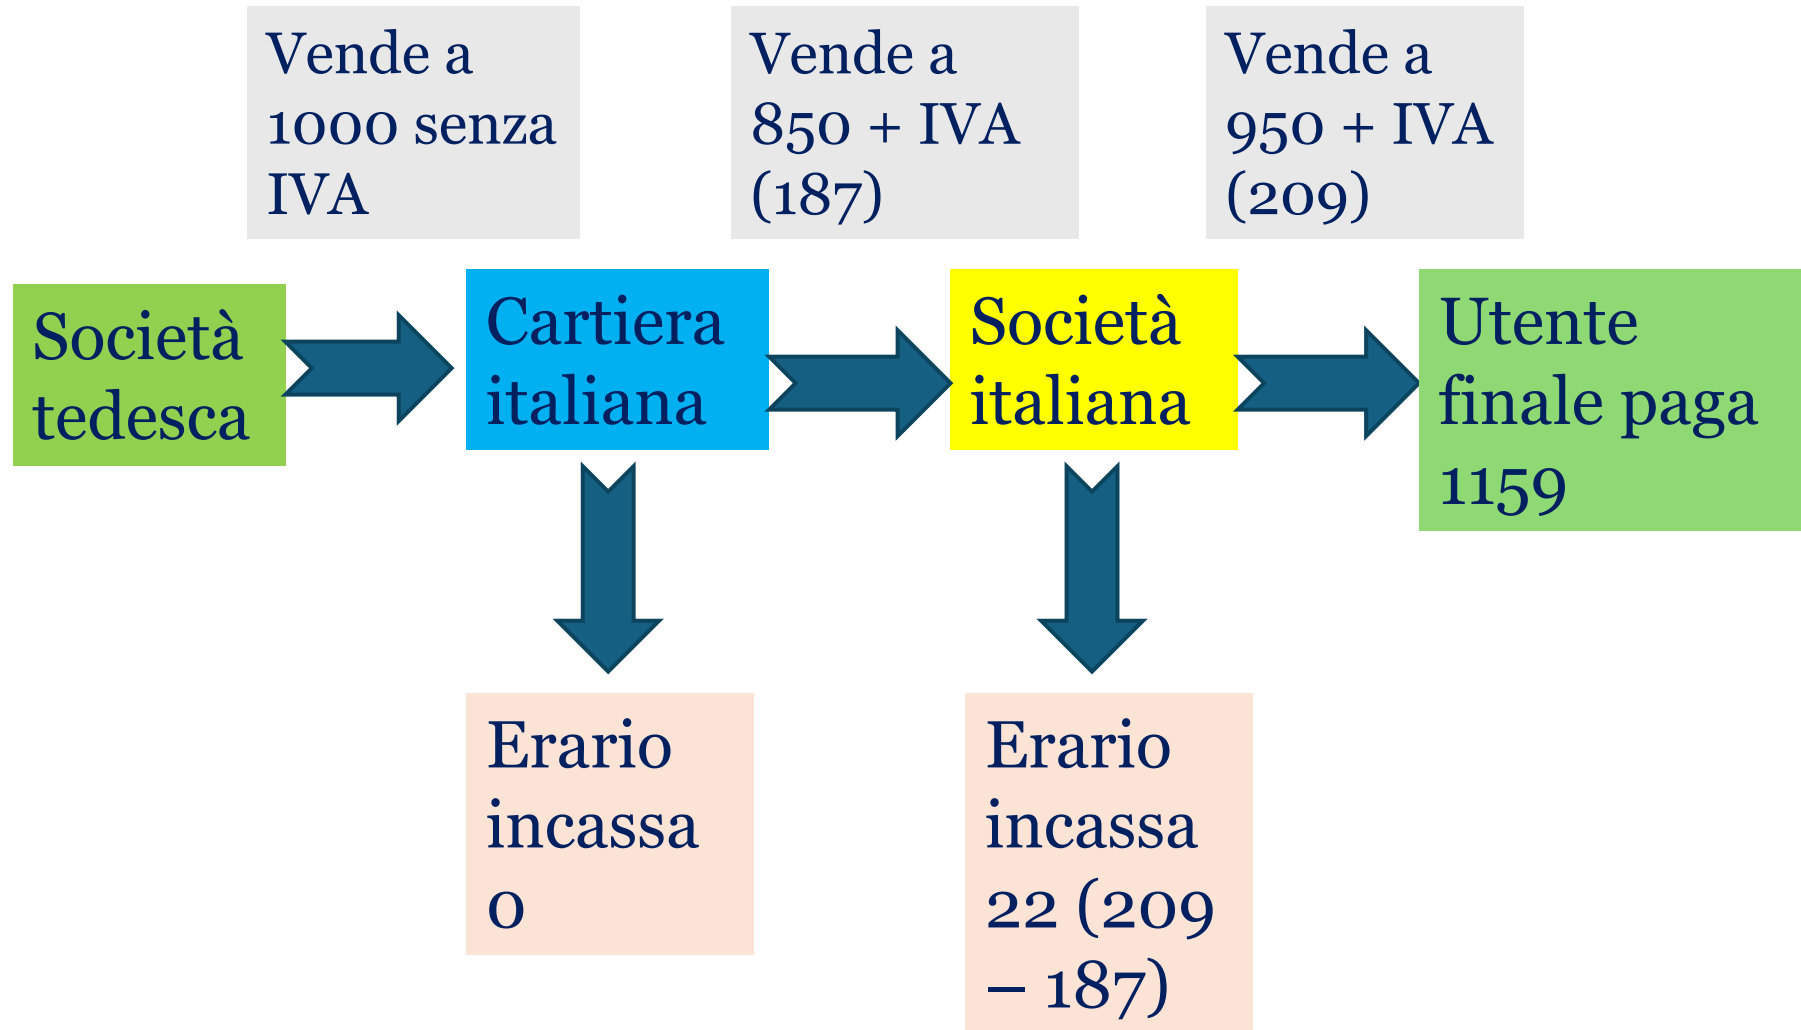 Vende a
1000 senza
IVA
Vende a
850 + IVA
(187)
Vende a
950 + IVA
(209)
Società
tedesca
Cartiera
italiana
Società
italiana
Utente
finale paga
1159
Erario
incassa
0
Erario
incassa
22 (209
– 187)